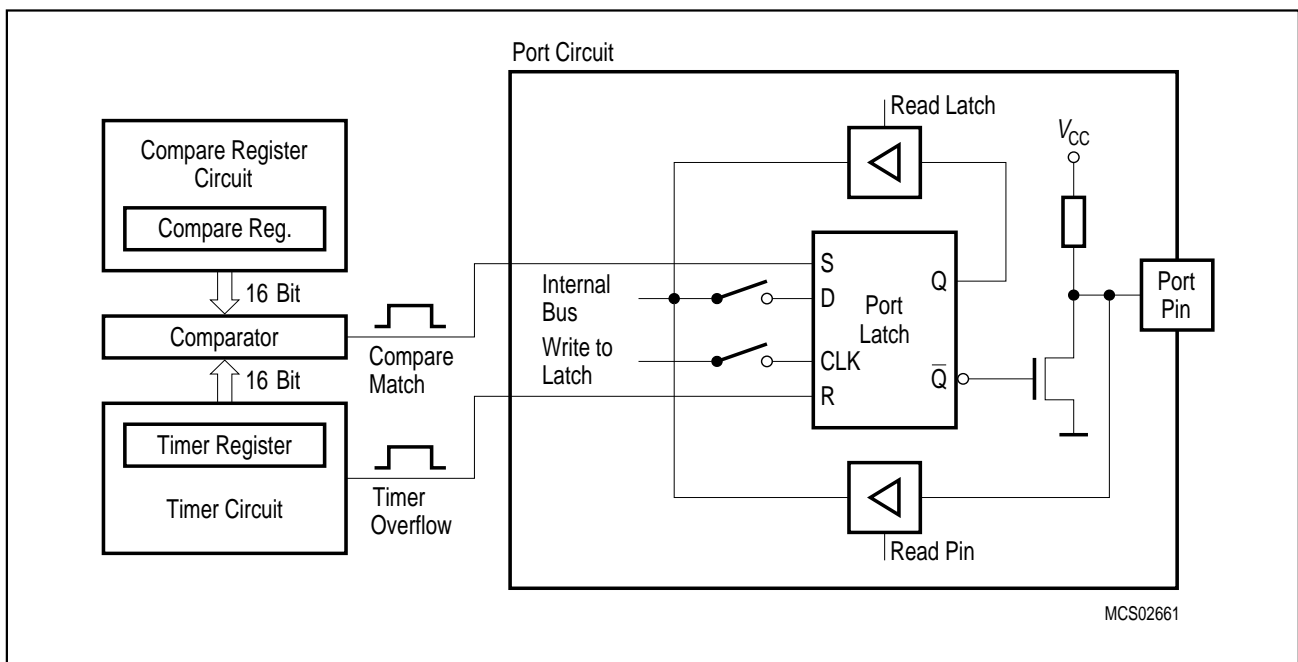 Port Circuit
Compare Register
Circuit
Compare Reg.
16 Bit
Comparator
16 Bit
Timer Register
Timer Circuit
Compare
Match
Timer
Overflow
Read Latch
VCC
Internal
Bus
Write to
Latch
S
D
CLK
R
Port
Latch
Q
Q̅
Port
Pin
Read Pin
MCS02661